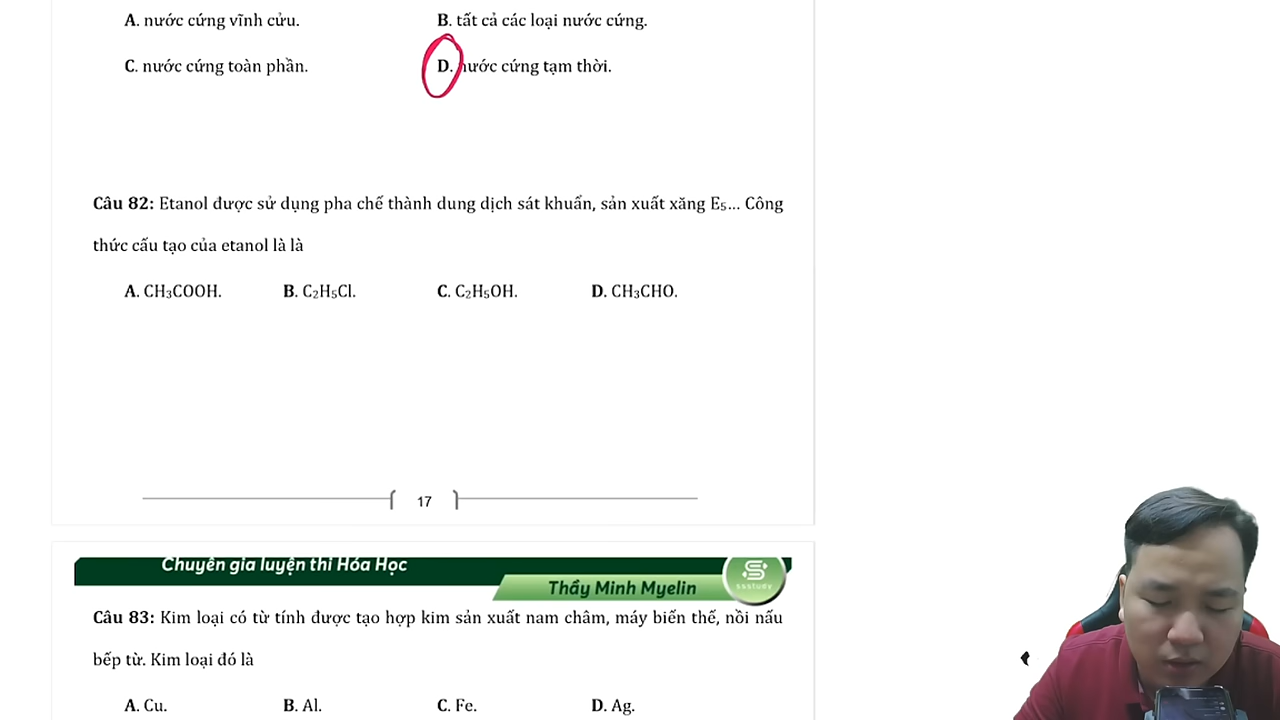 A. nước cứng vĩnh cửu. B. tất cả các loại nước cứng.
C. nước cứng toàn phần. D. nước cứng tạm thời.
Câu 82: Etanol được sử dụng pha chế thành dung dịch sát khuẩn, sản xuất xăng E₅... Công
thức cấu tạo của etanol là là
A. CH₃COOH. B. C₂H₅Cl. C. C₂H₅OH. D. CH₃CHO.
17
Chuyên gia luyện thi Hóa Học
SSSTUDY
Thầy Minh Myelin
Câu 83: Kim loại có từ tính được tạo hợp kim sản xuất nam châm, máy biến thế, nồi nấu
bếp từ. Kim loại đó là
A. Cu. B. Al. C. Fe. D. Ag.